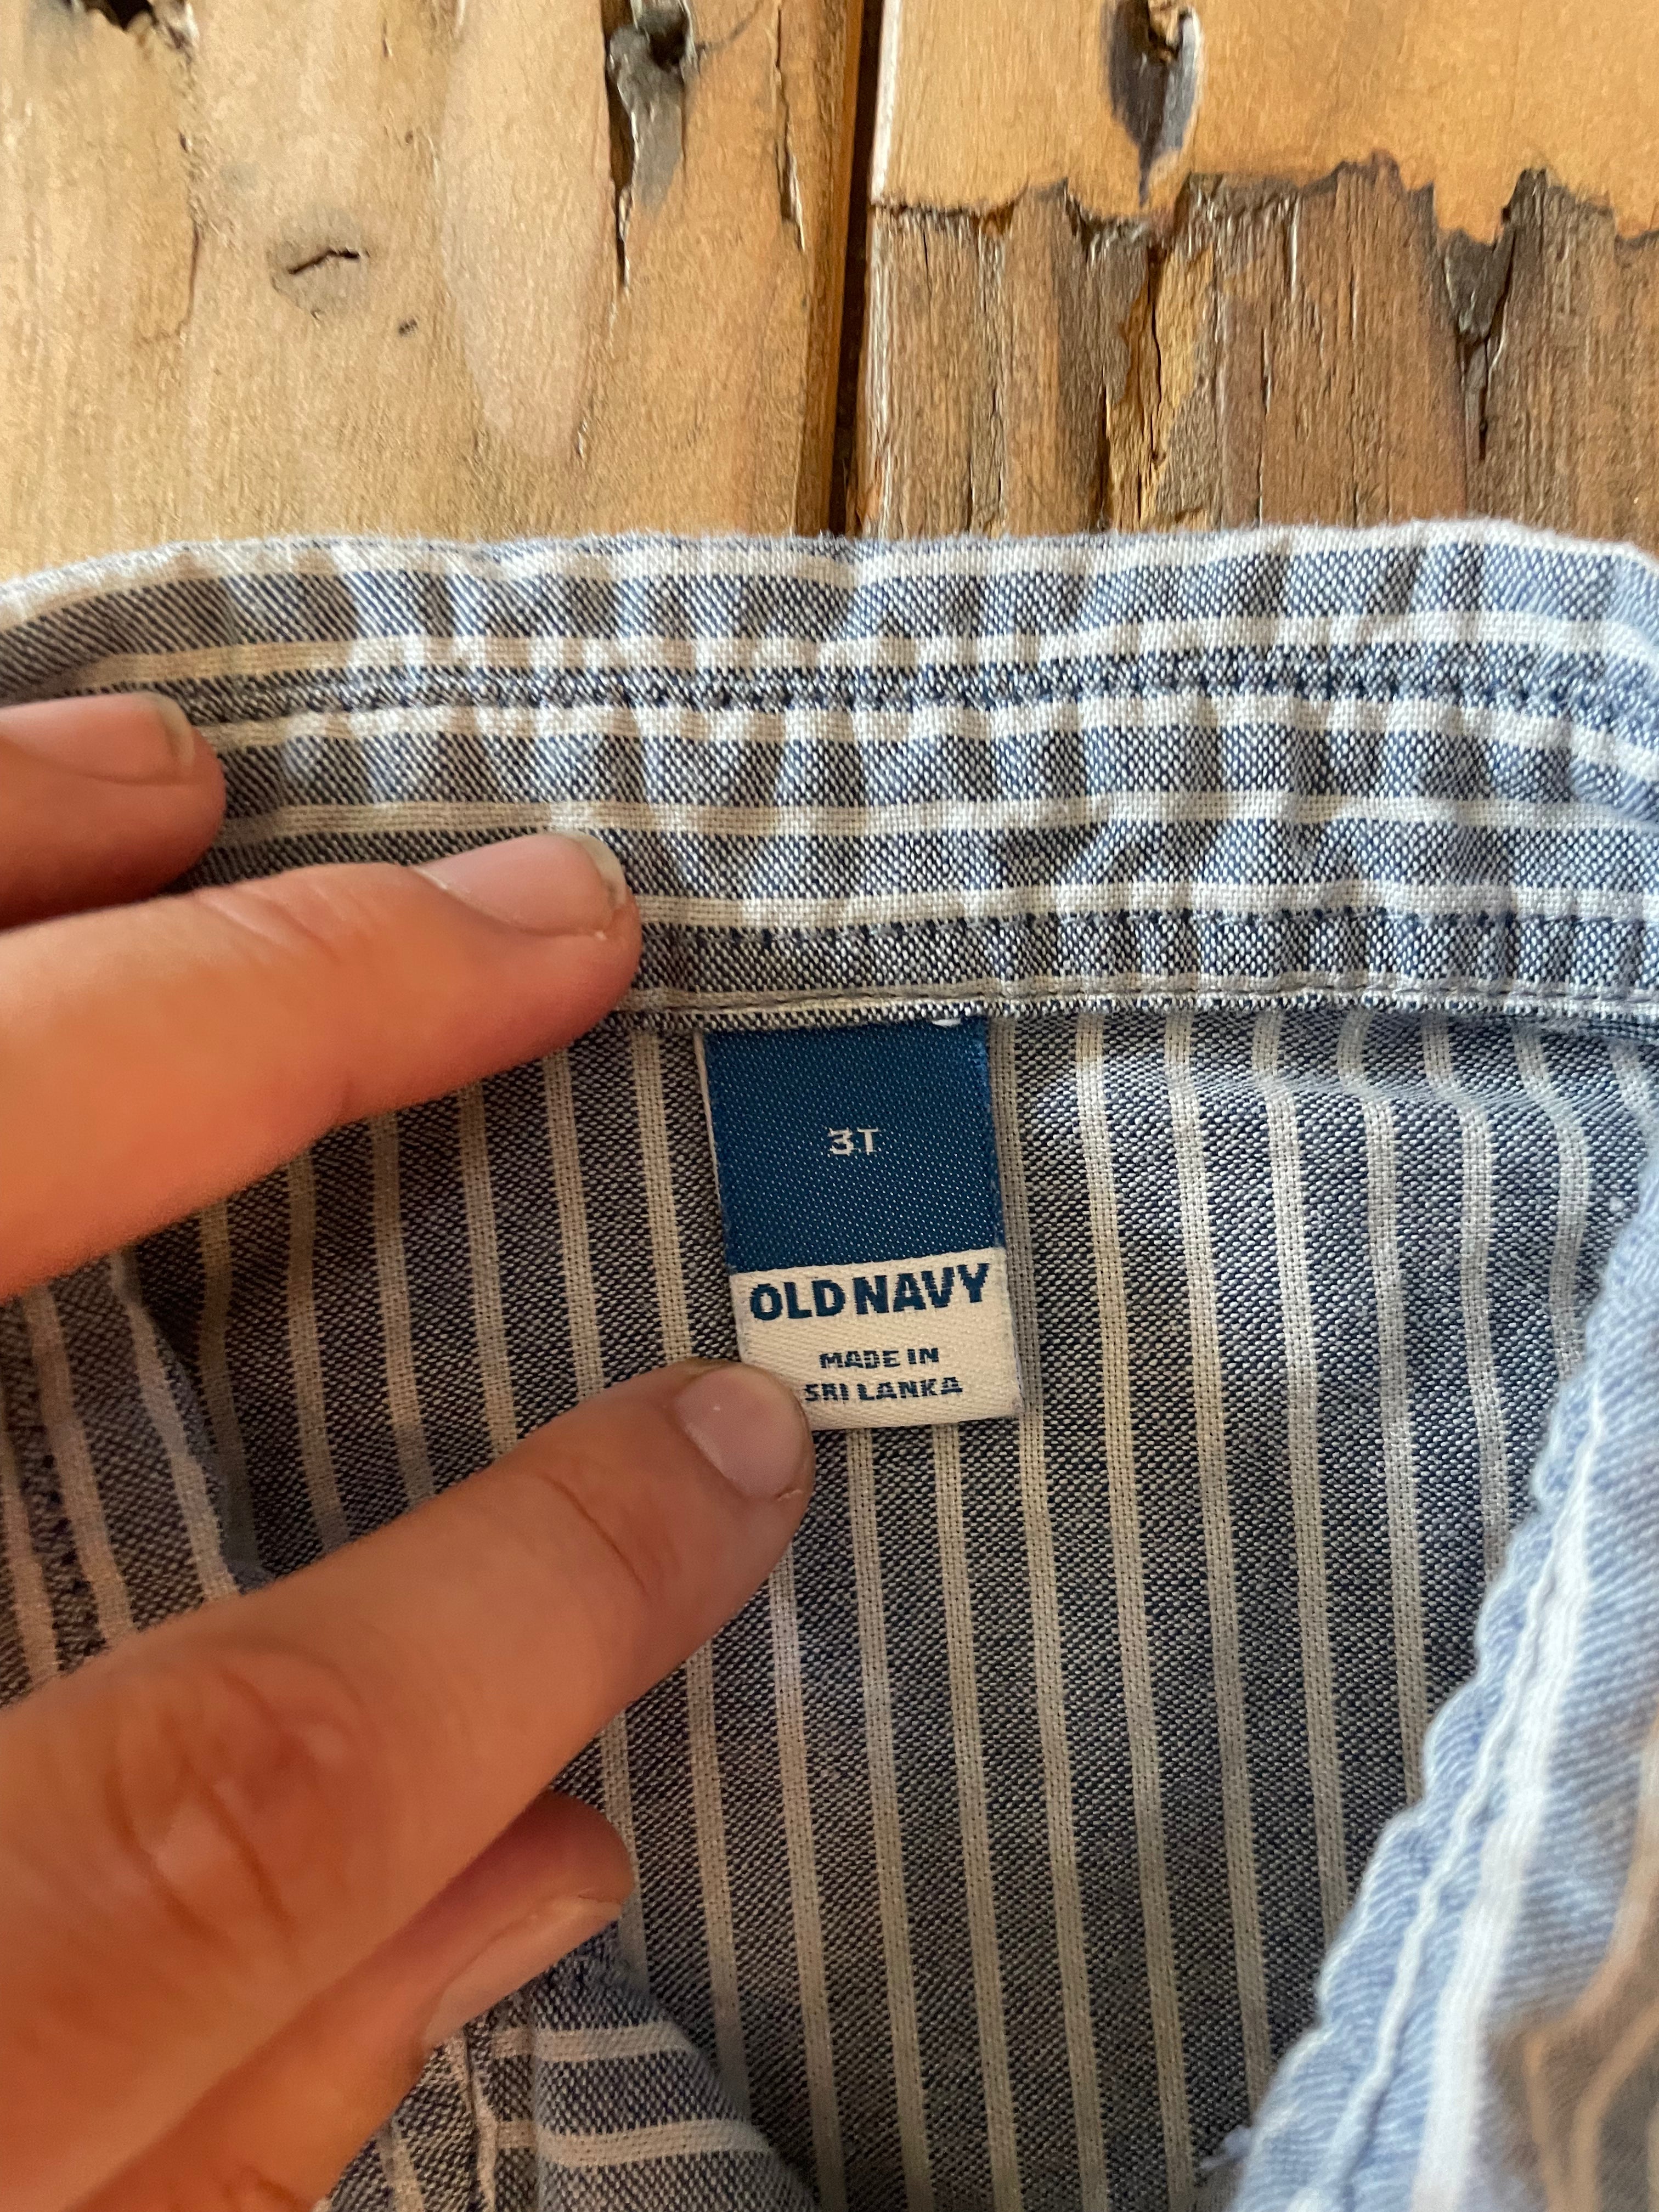 3T
OLD NAVY
MADE IN
SRI LANKA